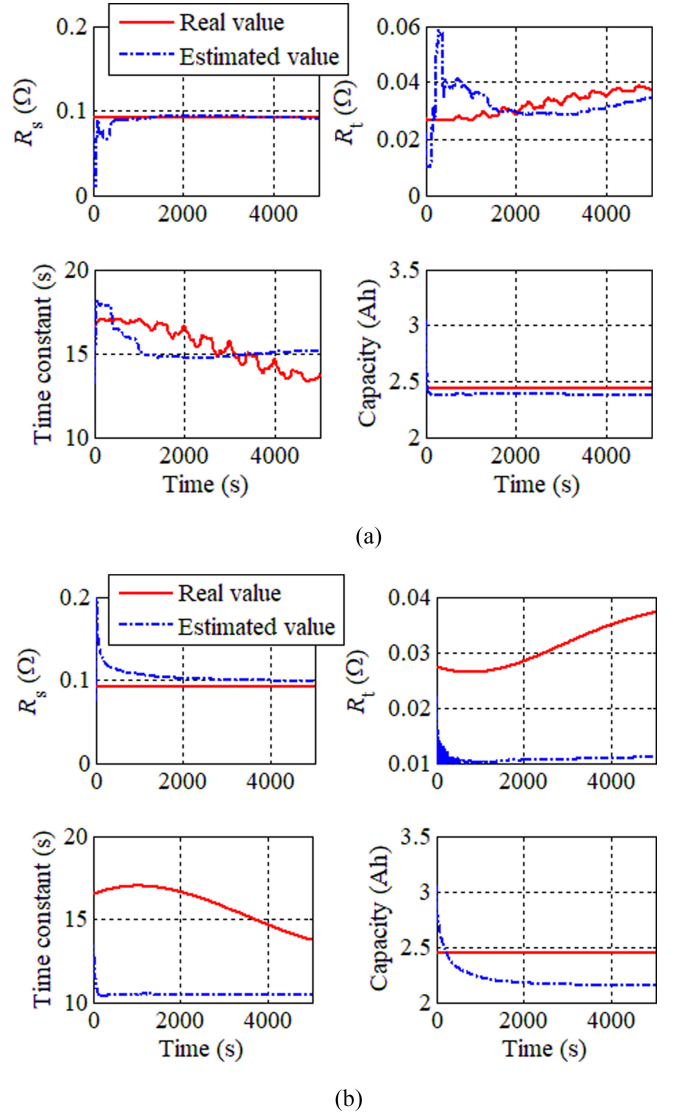 0.2
0.1
0
0 2000 4000
R_s (Ω)
Real value
Estimated value
0.06
0.04
0.02
0
0 2000 4000
R_t (Ω)
20
15
10
0 2000 4000
Time constant (s)
Time (s)
3.5
3
2.5
2
0 2000 4000
Capacity (Ah)
Time (s)
(a)
0.2
0.1
0
0 2000 4000
R_s (Ω)
Real value
Estimated value
0.04
0.03
0.02
0.01
0 2000 4000
R_t (Ω)
20
15
10
0 2000 4000
Time constant (s)
Time (s)
3.5
3
2.5
2
0 2000 4000
Capacity (Ah)
Time (s)
(b)